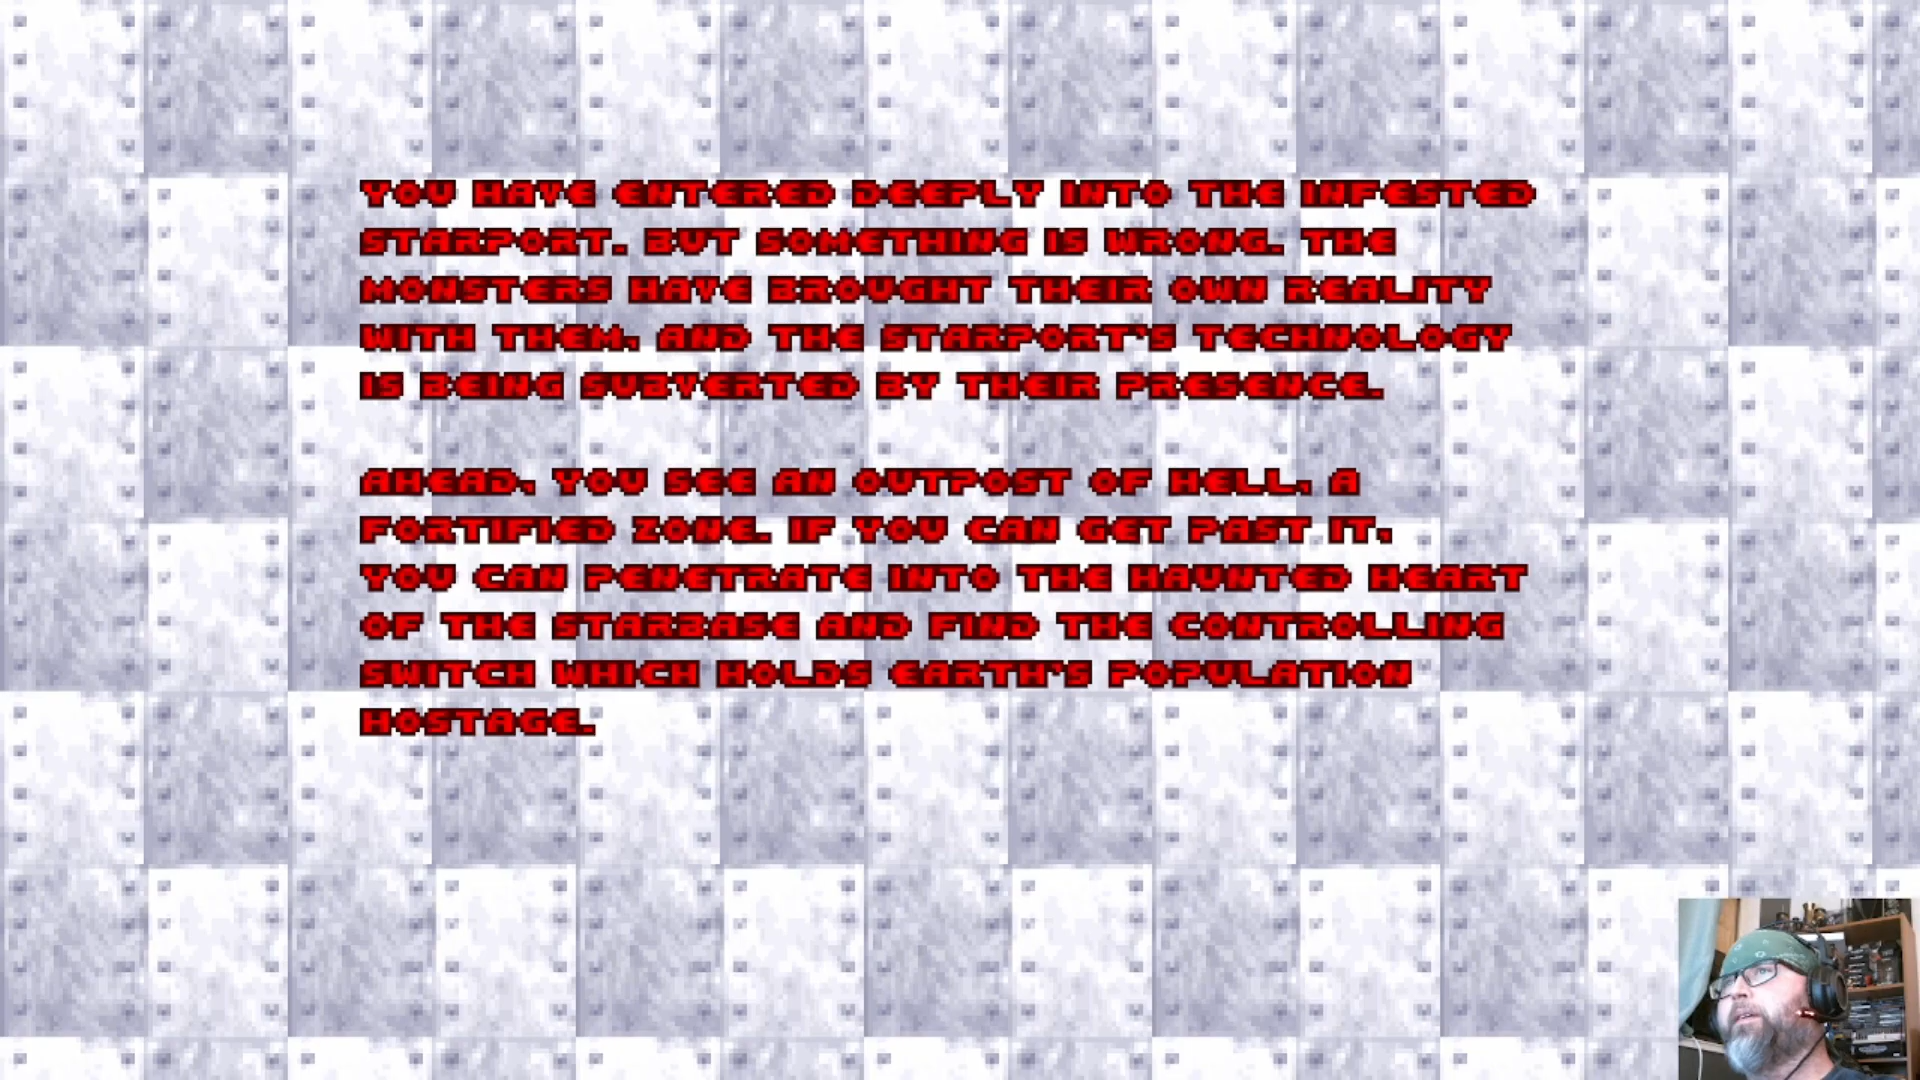 YOU HAVE ENTERED DEEPLY INTO THE INFESTED
STARPORT. BUT SOMETHING IS WRONG. THE
MONSTERS HAVE BROUGHT THEIR OWN REALITY
WITH THEM, AND THE STARPORT'S TECHNOLOGY
IS BEING SUBVERTED BY THEIR PRESENCE.
AHEAD, YOU SEE AN OUTPOST OF HELL, A
FORTIFIED ZONE. IF YOU CAN GET PAST IT,
YOU CAN PENETRATE INTO THE HAUNTED HEART
OF THE STARBASE AND FIND THE CONTROLLING
SWITCH WHICH HOLDS EARTH'S POPULATION
HOSTAGE.